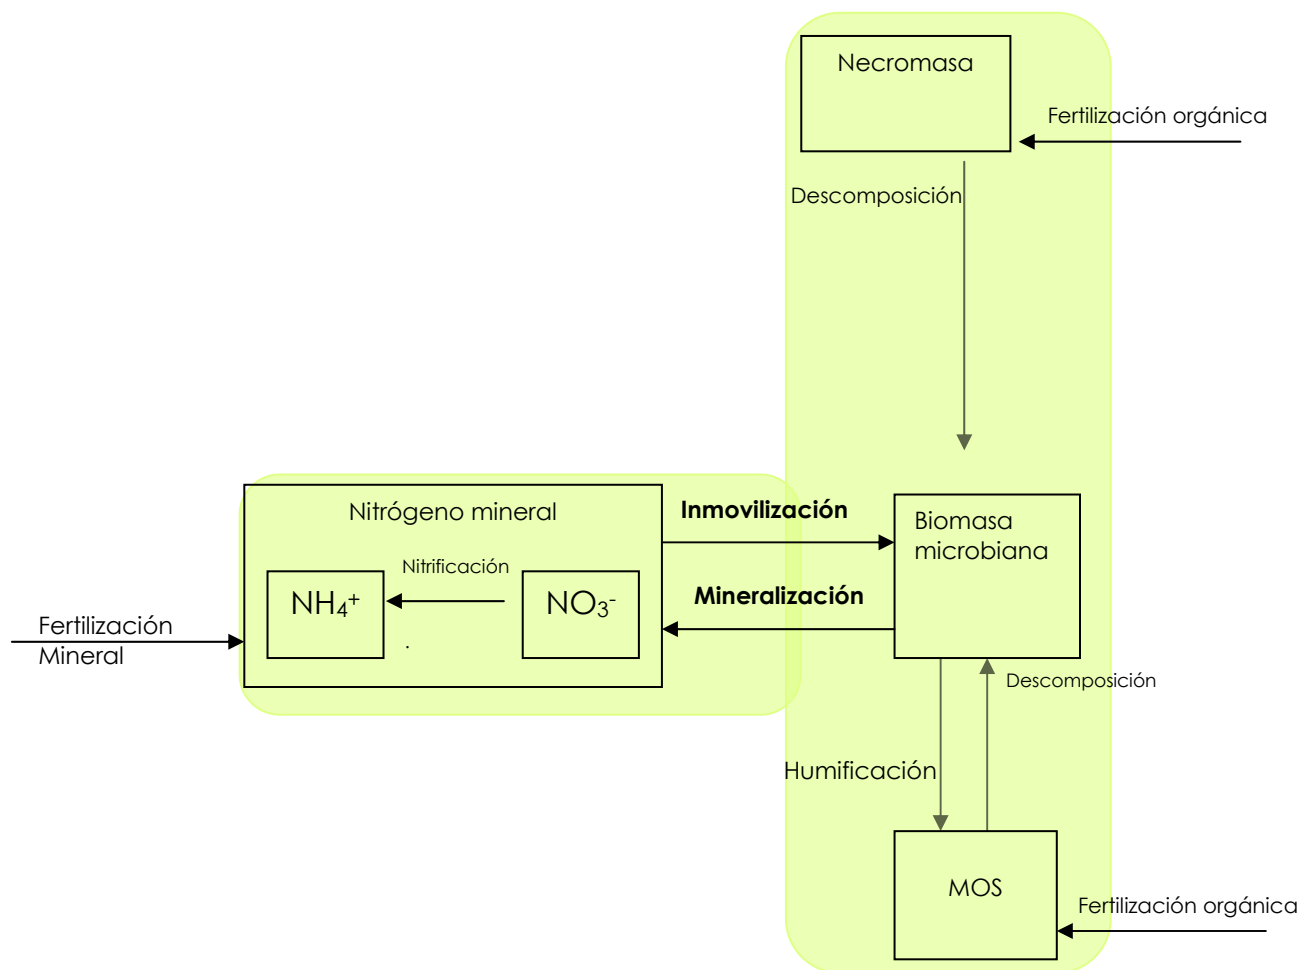 Necromasa
Fertilización orgánica
Descomposición
Nitrógeno mineral
Inmovilización
Biomasa
microbiana
Nitrificación
NH₄⁺
NO₃⁻
Mineralización
Fertilización
Mineral
.
Descomposición
Humificación
MOS
Fertilización orgánica